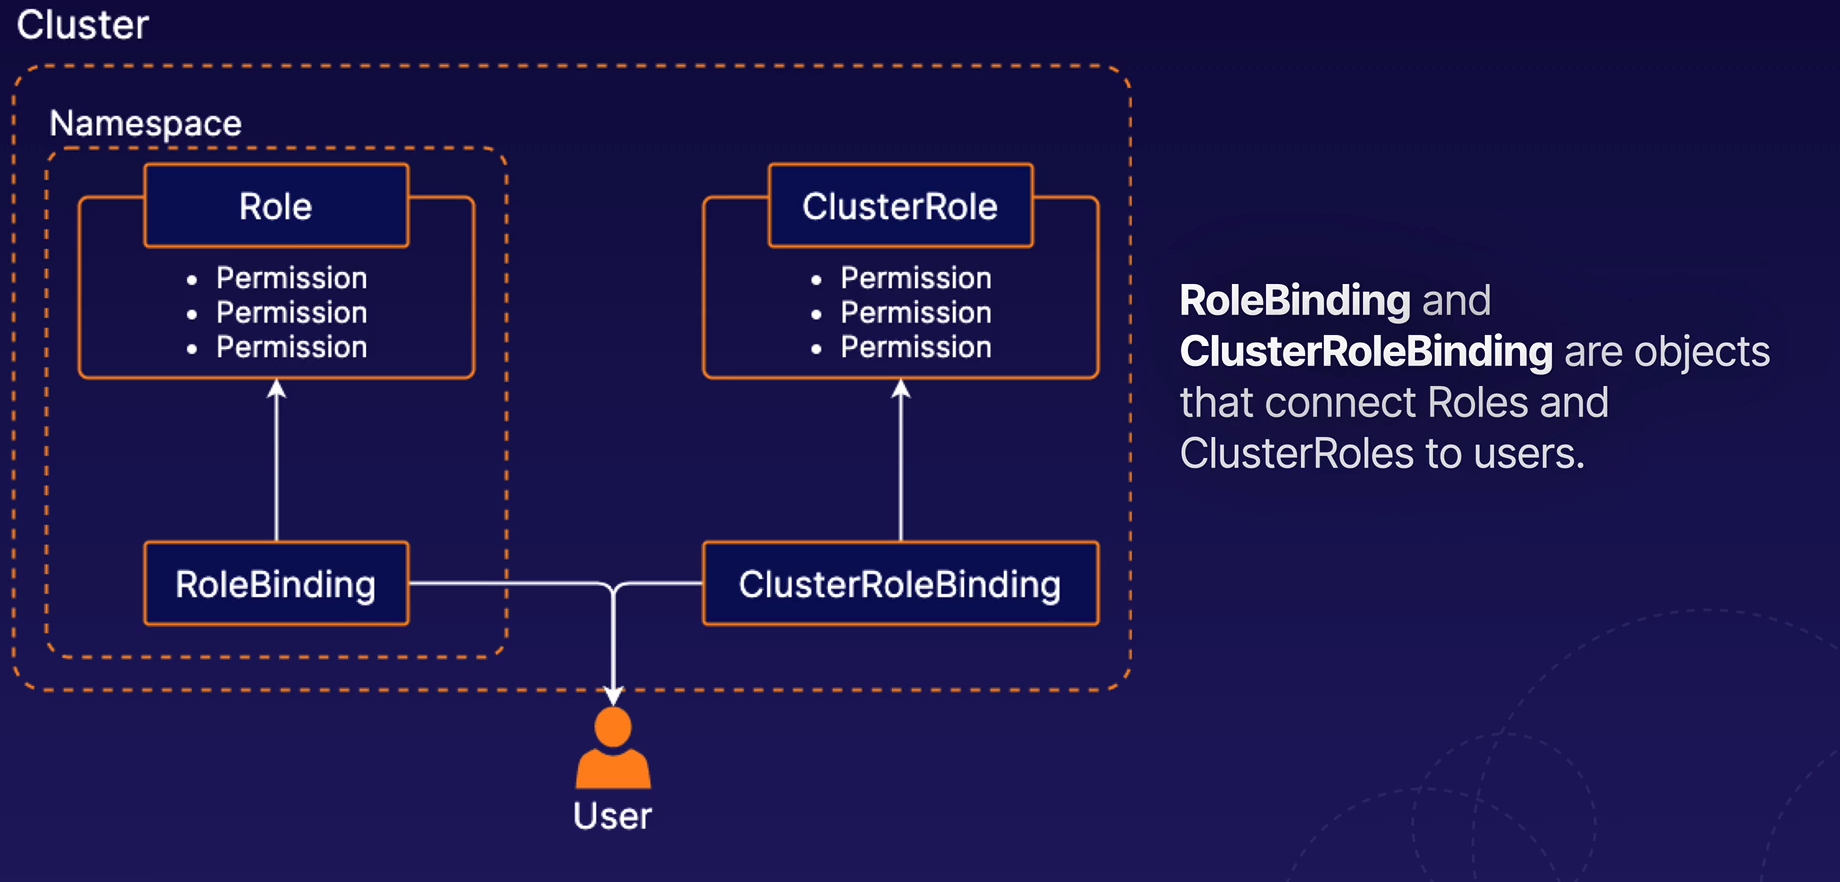 Cluster
Namespace
Role
• Permission
• Permission
• Permission
RoleBinding
ClusterRole
• Permission
• Permission
• Permission
ClusterRoleBinding
User
RoleBinding and
ClusterRoleBinding are objects
that connect Roles and
ClusterRoles to users.